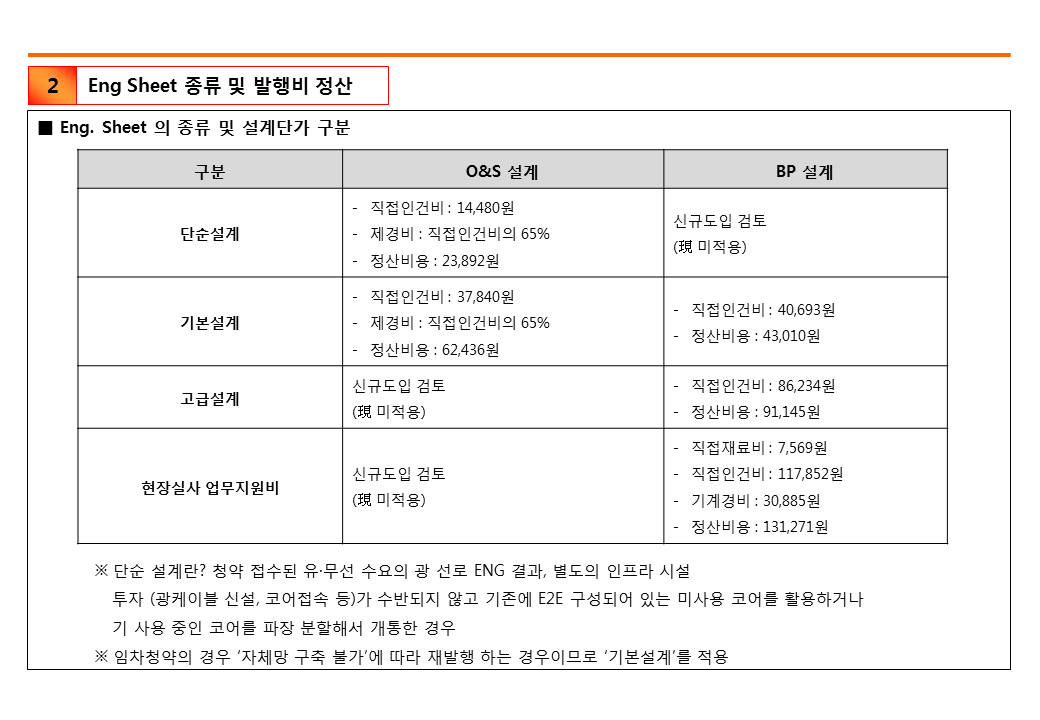 2
Eng Sheet 종류 및 발행비 정산
■ Eng. Sheet 의 종류 및 설계단가 구분
구분
O&S 설계
BP 설계
단순설계
- 직접인건비 : 14,480원
- 제경비 : 직접인건비의 65%
- 정산비용 : 23,892원
신규도입 검토
(現 미적용)
기본설계
- 직접인건비 : 37,840원
- 제경비 : 직접인건비의 65%
- 정산비용 : 62,436원
- 직접인건비 : 40,693원
- 정산비용 : 43,010원
고급설계
신규도입 검토
(現 미적용)
- 직접인건비 : 86,234원
- 정산비용 : 91,145원
현장실사 업무지원비
신규도입 검토
(現 미적용)
- 직접재료비 : 7,569원
- 직접인건비 : 117,852원
- 기계경비 : 30,885원
- 정산비용 : 131,271원
※ 단순 설계란? 청약 접수된 유·무선 수요의 광 선로 ENG 결과, 별도의 인프라 시설
투자 (광케이블 신설, 코어접속 등)가 수반되지 않고 기존에 E2E 구성되어 있는 미사용 코어를 활용하거나
기 사용 중인 코어를 파장 분할해서 개통한 경우
※ 임차청약의 경우 ‘자체망 구축 불가’에 따라 재발행 하는 경우이므로 ‘기본설계’를 적용